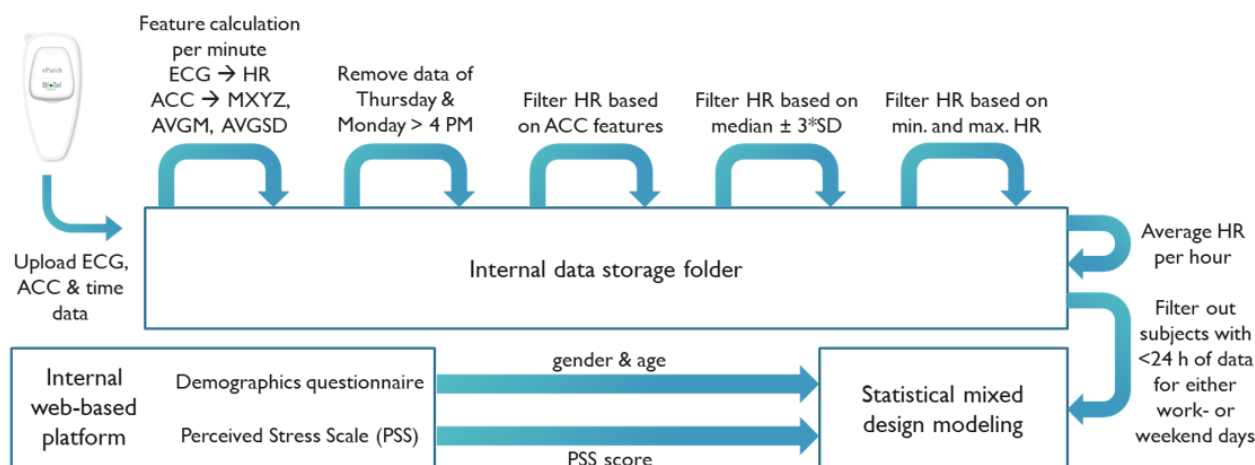 Feature calculation
per minute
ECG → HR
ACC → MXYZ,
AVGM, AVGSD
Remove data of
Thursday &
Monday > 4 PM
Filter HR based
on ACC features
Filter HR based on
median ± 3*SD
Filter HR based on
min. and max. HR
ePatch
BioTel
Upload ECG,
ACC & time
data
Internal data storage folder
Average HR
per hour
Filter out
subjects with
<24 h of data
for either
work- or
weekend days
Internal
web-based
platform
Demographics questionnaire
Perceived Stress Scale (PSS)
gender & age
PSS score
Statistical mixed
design modeling